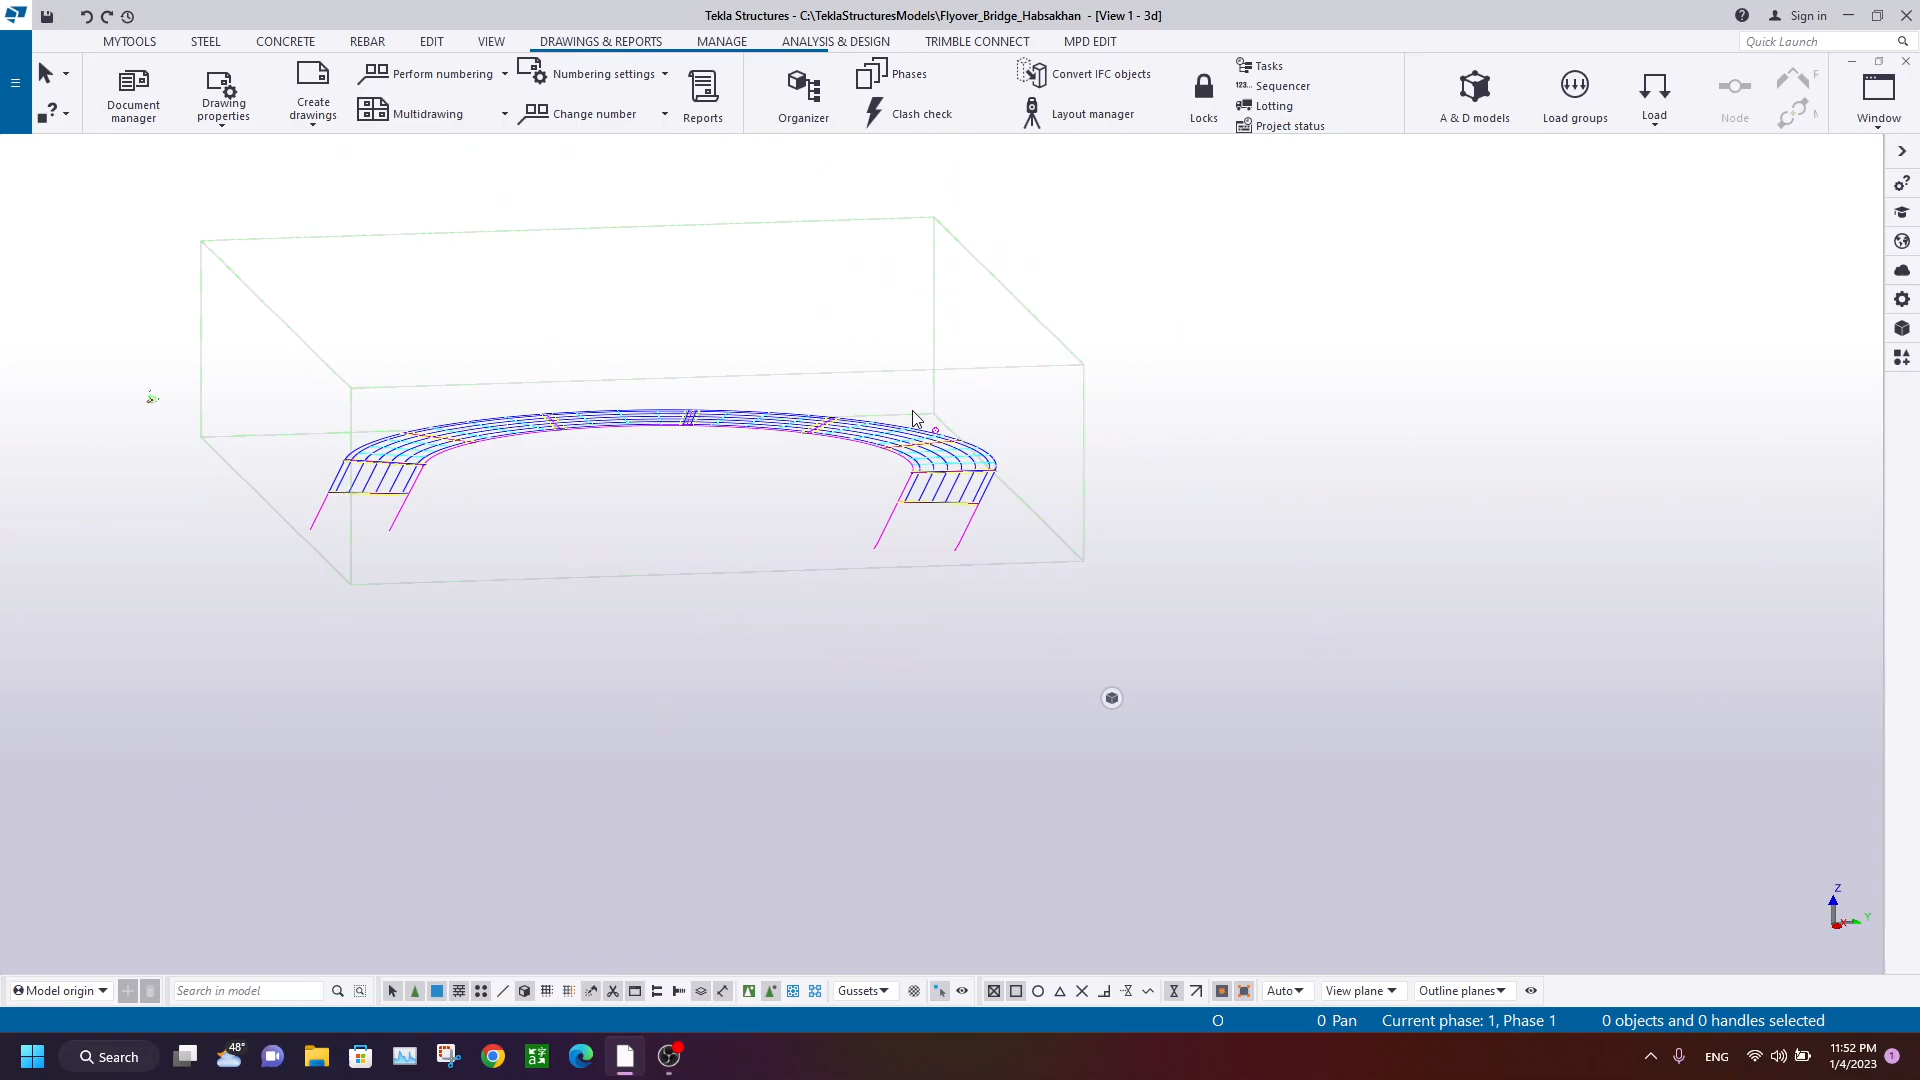 Tekla Structures - C:\TeklaStructuresModels\Flyover_Bridge_Habsakhan - [View 1 - 3d]
Sign in
MYTOOLS STEEL CONCRETE REBAR EDIT VIEW DRAWINGS & REPORTS MANAGE ANALYSIS & DESIGN TRIMBLE CONNECT MPD EDIT
Quick Launch
Document manager
Drawing properties
Create drawings
Perform numbering
Multidrawing
Numbering settings
Change number
Reports
Organizer
Phases
Clash check
Convert IFC objects
Layout manager
Locks
Tasks
123... Sequencer
Lotting
Project status
A & D models
Load groups
Load
Node
Window
Z
Y
X
Model origin
Search in model
Gussets
Auto
View plane
Outline planes
O 0 Pan Current phase: 1, Phase 1 0 objects and 0 handles selected
Search
48°
ENG
11:52 PM
1/4/2023
1